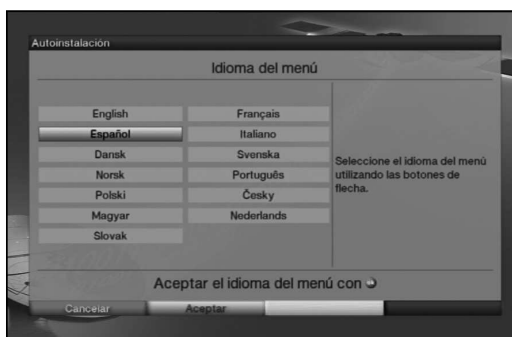 Autoinstalación
Idioma del menú
English
Français
Español
Italiano
Dansk
Svenska
Norsk
Português
Polski
Česky
Magyar
Nederlands
Slovak
Seleccione el idioma del menú
utilizando las botones de
flecha.
Aceptar el idioma del menú con
Cancelar
Aceptar